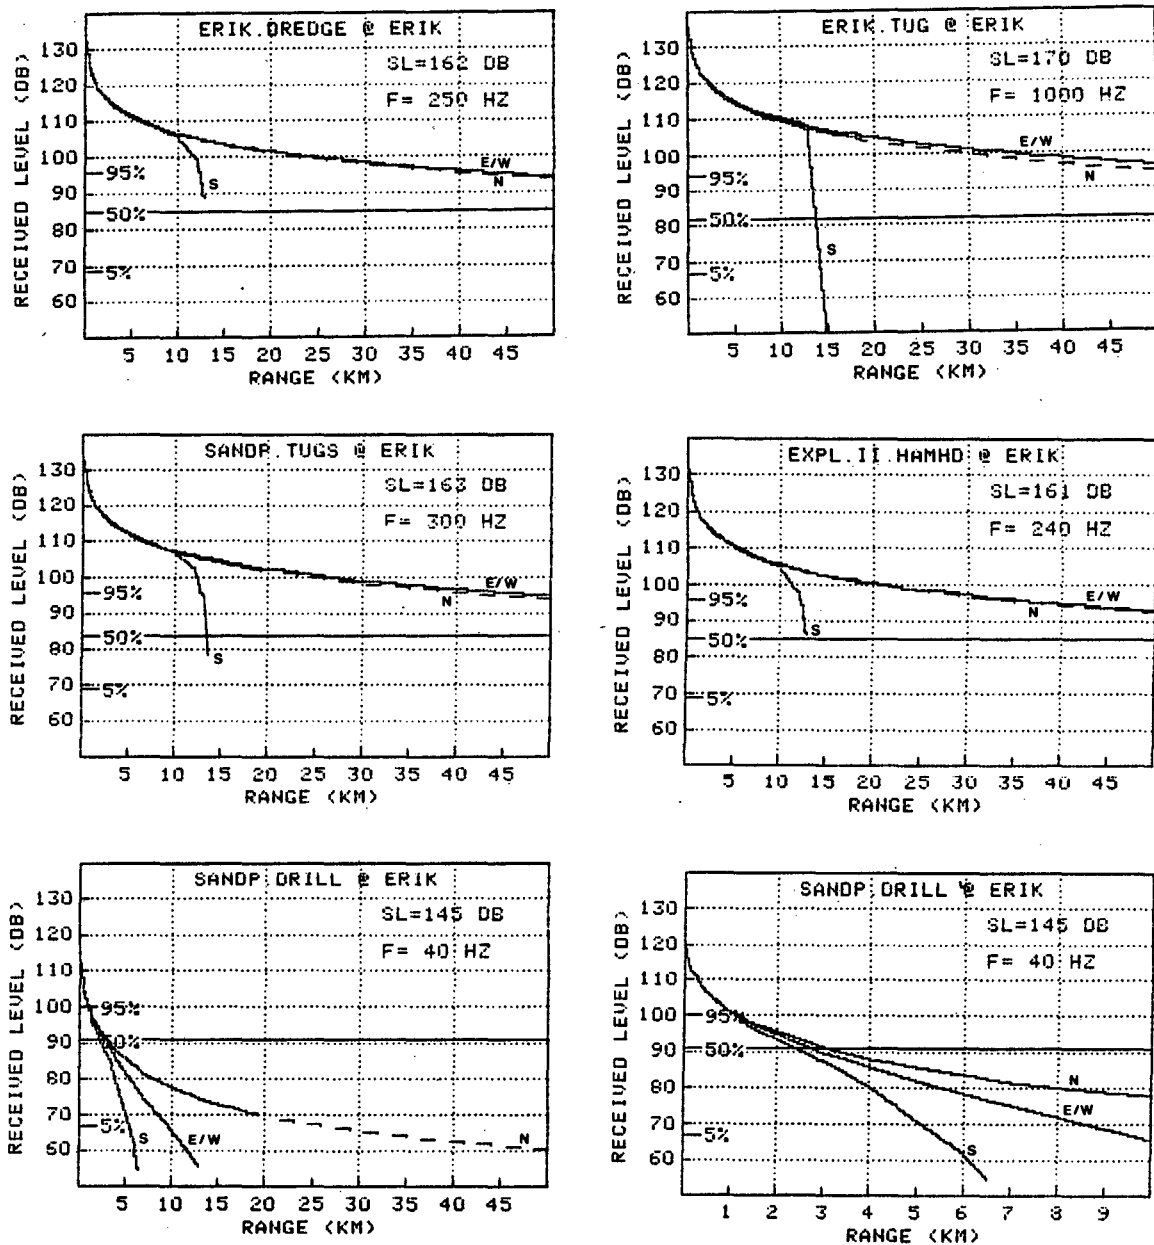 ERIK.DREDGE @ ERIK
SL=162 DB
F= 250 HZ
RECEIVED LEVEL (DB)
130
120
110
100
95%
90
50%
80
70
5%
60
E/W
N
S
5 10 15 20 25 30 35 40 45
RANGE (KM)
ERIK.TUG @ ERIK
SL=170 DB
F= 1000 HZ
RECEIVED LEVEL (DB)
130
120
110
100
95%
90
50%
80
70
5%
60
E/W
N
S
5 10 15 20 25 30 35 40 45
RANGE (KM)
SANDP.TUGS @ ERIK
SL=163 DB
F= 300 HZ
RECEIVED LEVEL (DB)
130
120
110
100
95%
90
50%
80
70
5%
60
E/W
N
S
5 10 15 20 25 30 35 40 45
RANGE (KM)
EXPL.II.HAMHD @ ERIK
SL=161 DB
F= 240 HZ
RECEIVED LEVEL (DB)
130
120
110
100
95%
90
50%
80
70
5%
60
E/W
N
S
5 10 15 20 25 30 35 40 45
RANGE (KM)
SANDP.DRILL @ ERIK
SL=145 DB
F= 40 HZ
RECEIVED LEVEL (DB)
130
120
110
100
95%
90
50%
80
70
5%
60
S
E/W
N
5 10 15 20 25 30 35 40 45
RANGE (KM)
SANDP.DRILL @ ERIK
SL=145 DB
F= 40 HZ
RECEIVED LEVEL (DB)
130
120
110
100
95%
90
50%
80
70
5%
60
N
E/W
S
1 2 3 4 5 6 7 8 9
RANGE (KM)